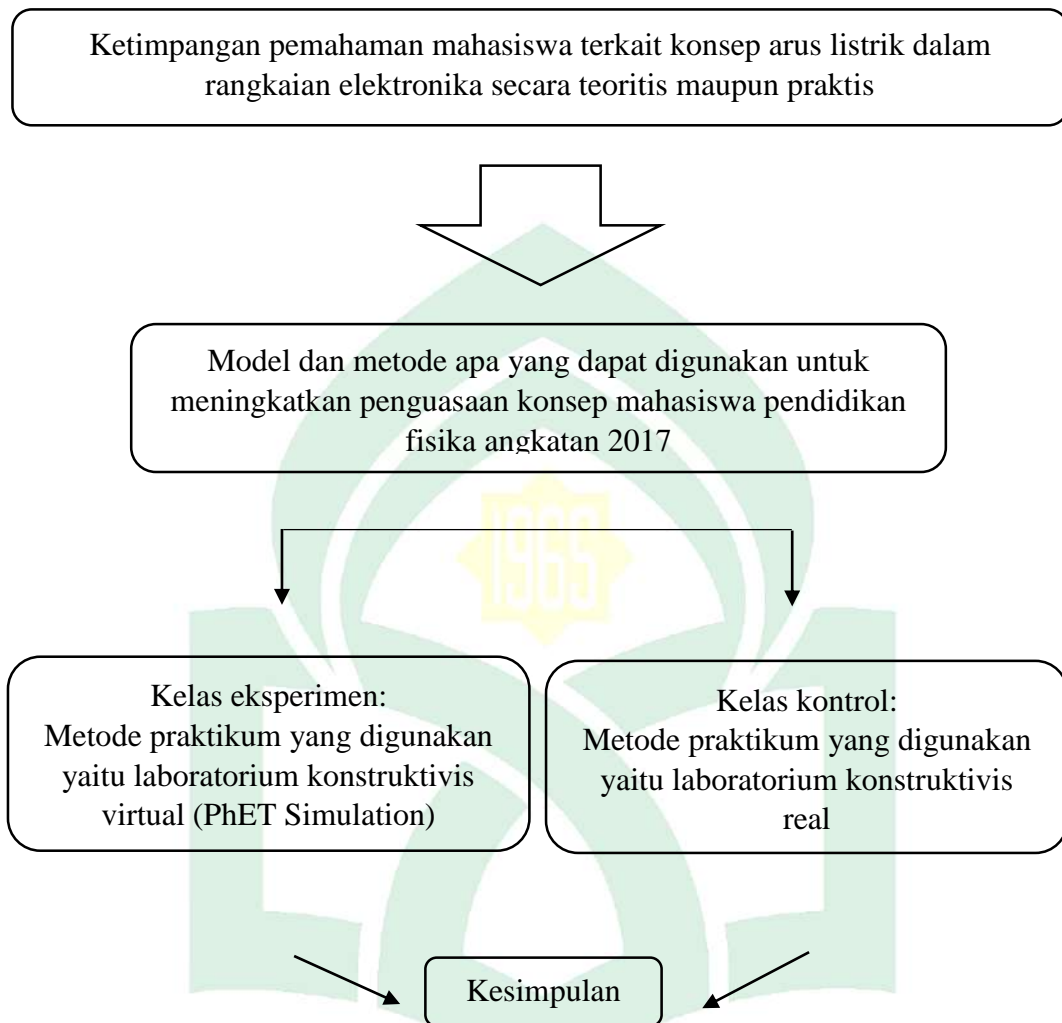 Ketimpangan pemahaman mahasiswa terkait konsep arus listrik dalam
rangkaian elektronika secara teoritis maupun praktis
Model dan metode apa yang dapat digunakan untuk
meningkatkan penguasaan konsep mahasiswa pendidikan
fisika angkatan 2017
1965
Kelas eksperimen:
Metode praktikum yang digunakan
yaitu laboratorium konstruktivis
virtual (PhET Simulation)
Kelas kontrol:
Metode praktikum yang digunakan
yaitu laboratorium konstruktivis
real
Kesimpulan